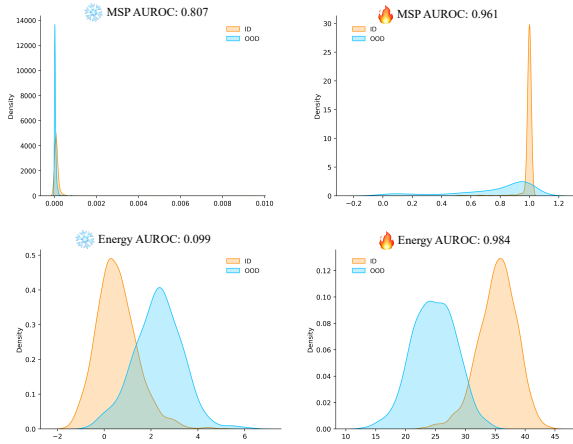 MSP AUROC: 0.807
Density
14000
12000
10000
8000
6000
4000
2000
0
0.000 0.002 0.004 0.006 0.008 0.010
ID
OOD
MSP AUROC: 0.961
Density
30
25
20
15
10
5
0
−0.2 0.0 0.2 0.4 0.6 0.8 1.0 1.2
ID
OOD
Energy AUROC: 0.099
Density
0.5
0.4
0.3
0.2
0.1
0.0
−2 0 2 4 6
ID
OOD
Energy AUROC: 0.984
Density
0.12
0.10
0.08
0.06
0.04
0.02
0.00
10 15 20 25 30 35 40 45
ID
OOD